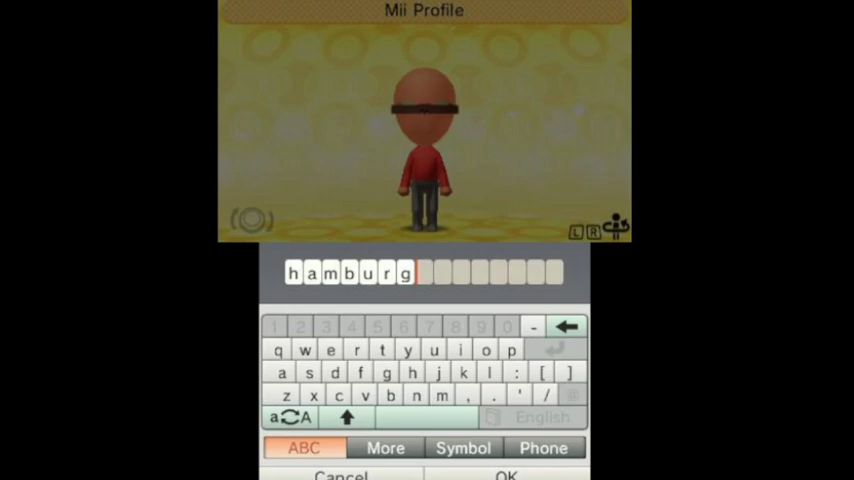 Mii Profile
L R
hamburg
1 2 3 4 5 6 7 8 9 0 -
q w e r t y u i o p
a s d f g h j k l : [ ]
z x c v b n m , . ' /
a A English
ABC More Symbol Phone
Cancel OK